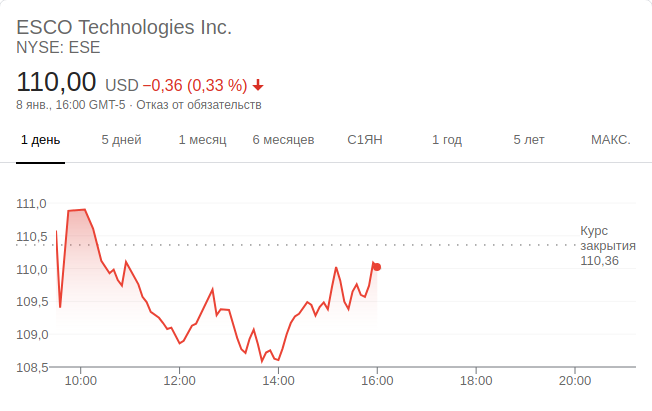 ESCO Technologies Inc.
NYSE: ESE
110,00 USD −0,36 (0,33 %)
8 янв., 16:00 GMT-5 · Отказ от обязательств
1 день 5 дней 1 месяц 6 месяцев С1ЯН 1 год 5 лет МАКС.
111,0
110,5
110,0
109,5
109,0
108,5
Курс
закрытия
110,36
10:00 12:00 14:00 16:00 18:00 20:00